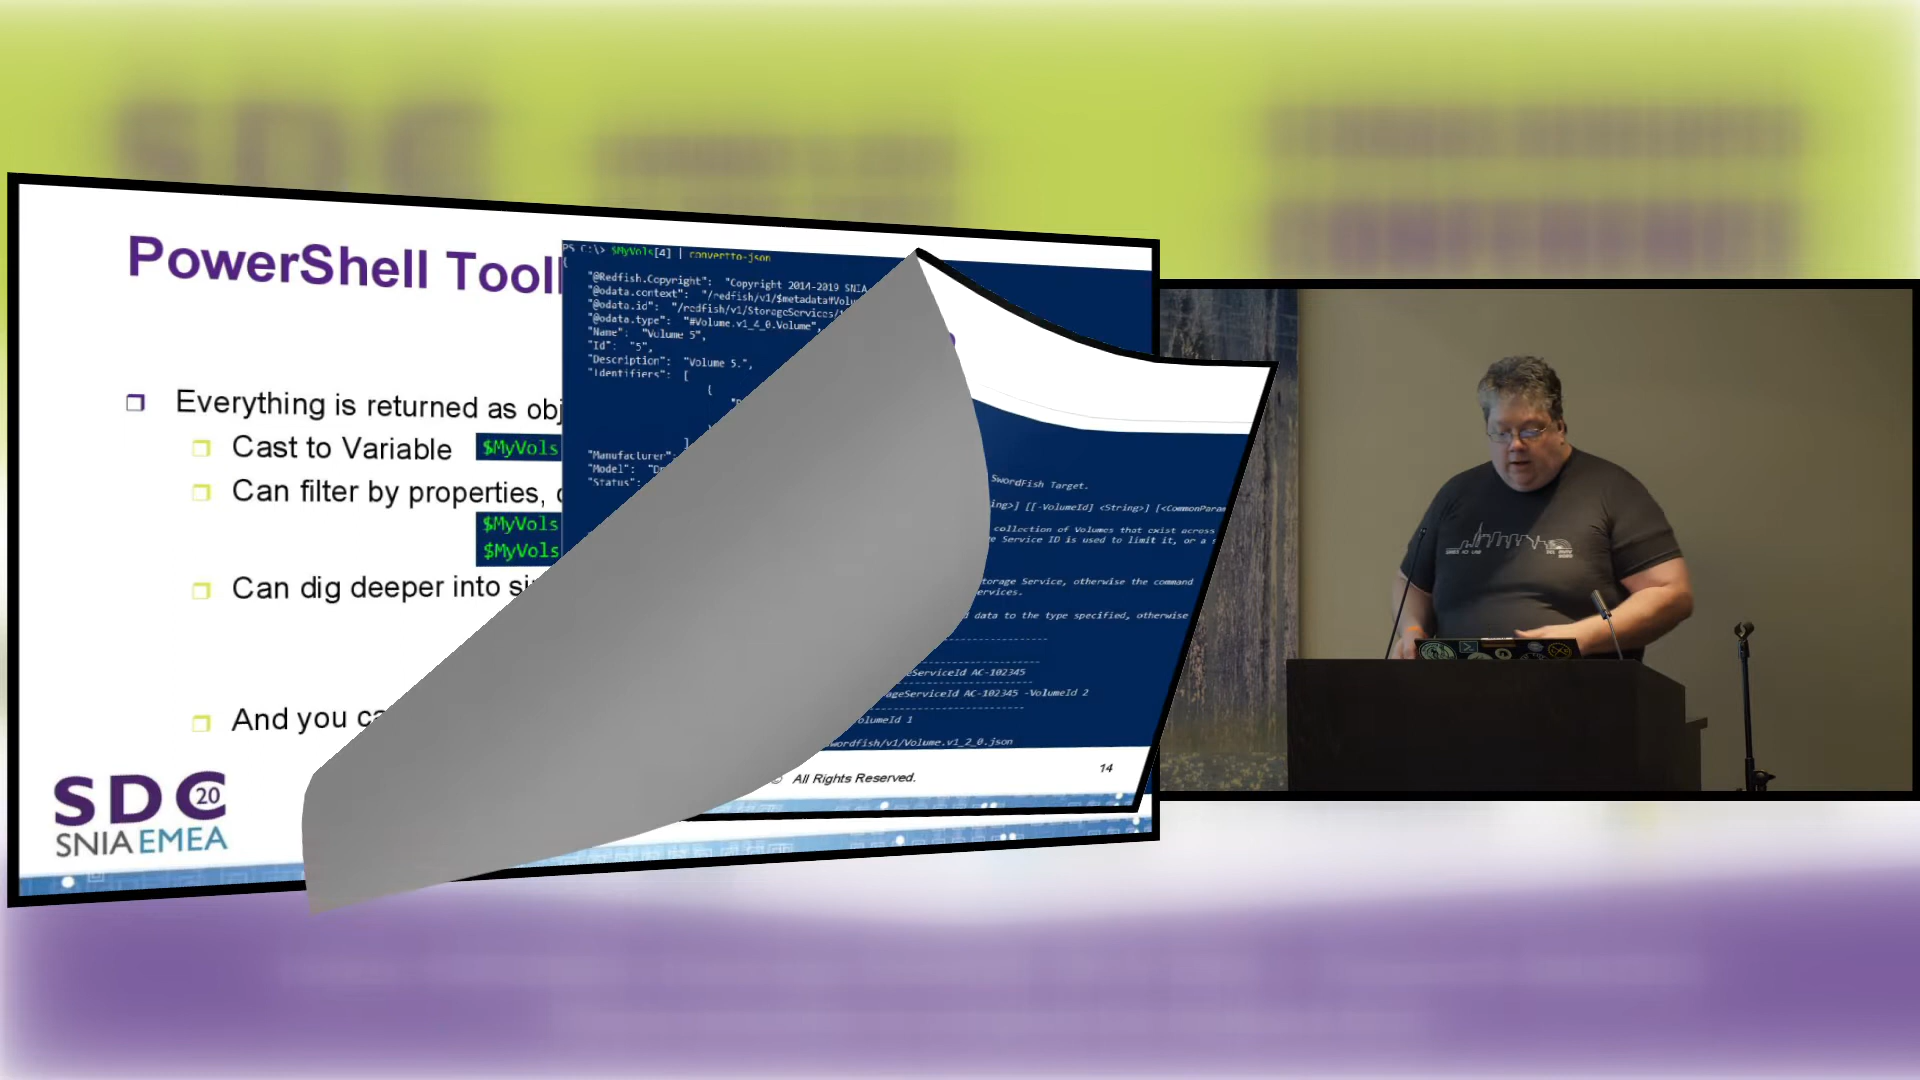 PowerShell Tool
Everything is returned as obj
Cast to Variable $MyVols
Can filter by properties,
$MyVols
$MyVols
Can dig deeper into si
And you ca
SDC 20
SNIA EMEA
PS C:\> $MyVols[4] | convertto-json
{
"@Redfish.Copyright": "Copyright 2014-2019 SNIA
"@odata.context": "/redfish/v1/$metadata#Volu
"@odata.id": "/redfish/v1/StorageServices/
"@odata.type": "#Volume.v1_4_0.Volume",
"Name": "Volume 5",
"Id": "5",
"Description": "Volume 5.",
"Identifiers": [
{
]
"Manufacturer":
"Model":
"Status":
SwordFish Target.
ing>] [[-VolumeId] <String>] [<CommonParam
collection of Volumes that exist across
e Service ID is used to limit it, or a s
torage Service, otherwise the command
ervices.
data to the type specified, otherwise
geServiceId AC-102345
ageServiceId AC-102345 -VolumeId 2
olumeId 1
wordfish/v1/Volume.v1_2_0.json
© All Rights Reserved.
14